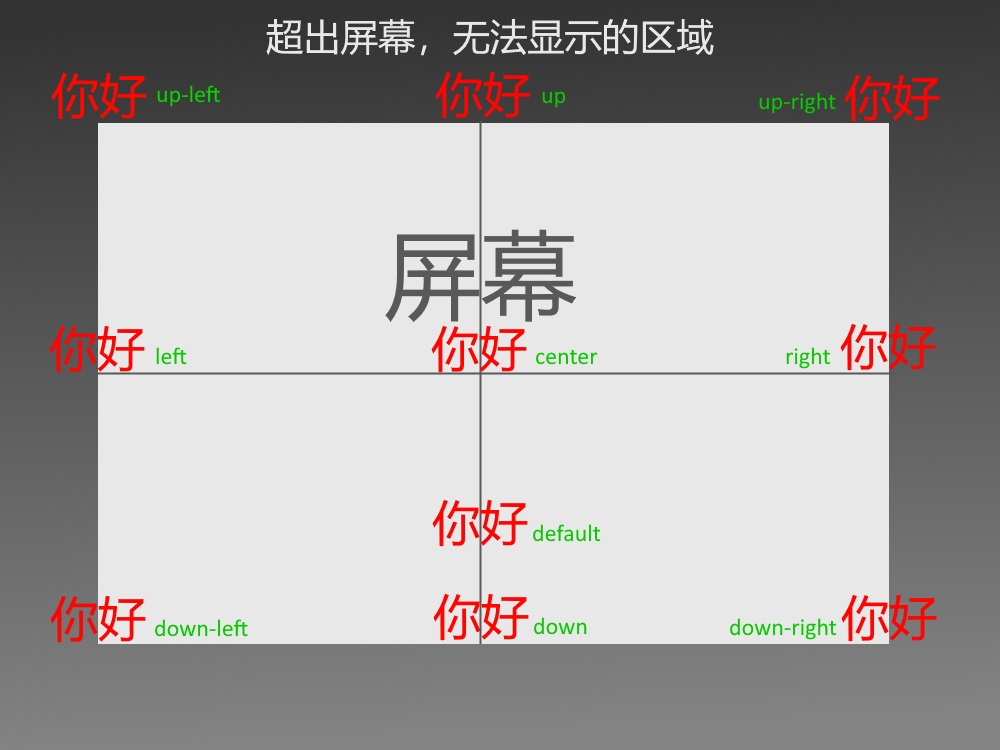 超出屏幕，无法显示的区域
你好 up-left
你好 up
up-right 你好
屏幕
你好 left
你好 center
right 你好
你好 default
你好 down-left
你好 down
down-right 你好